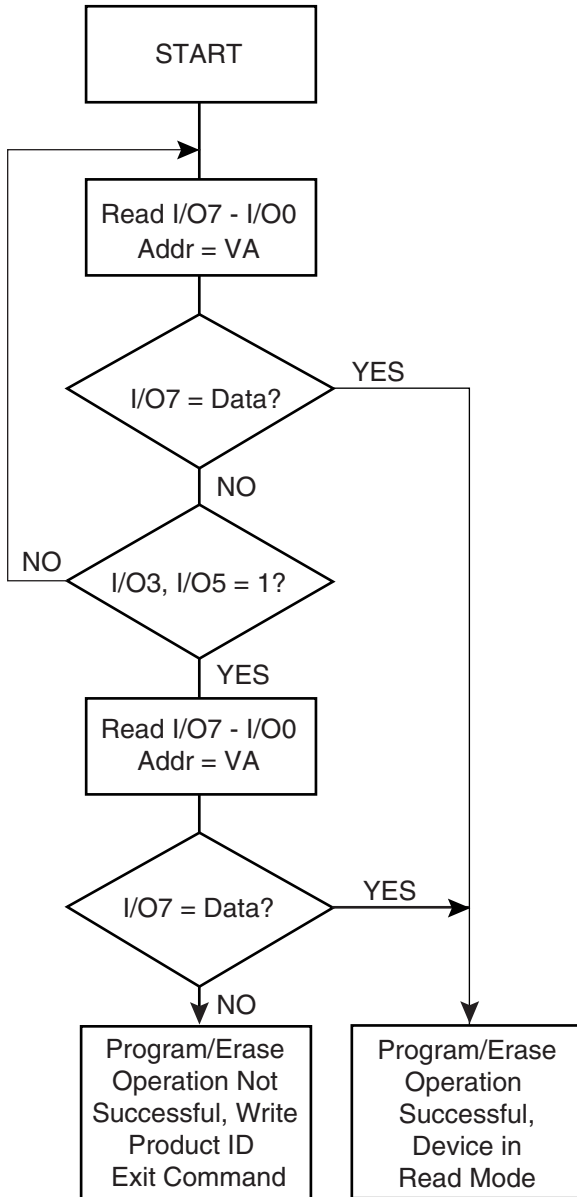 START
Read I/O7 - I/O0
Addr = VA
I/O7 = Data?
YES
NO
NO
I/O3, I/O5 = 1?
YES
Read I/O7 - I/O0
Addr = VA
I/O7 = Data?
YES
NO
Program/Erase
Operation Not
Successful, Write
Product ID
Exit Command
Program/Erase
Operation
Successful,
Device in
Read Mode